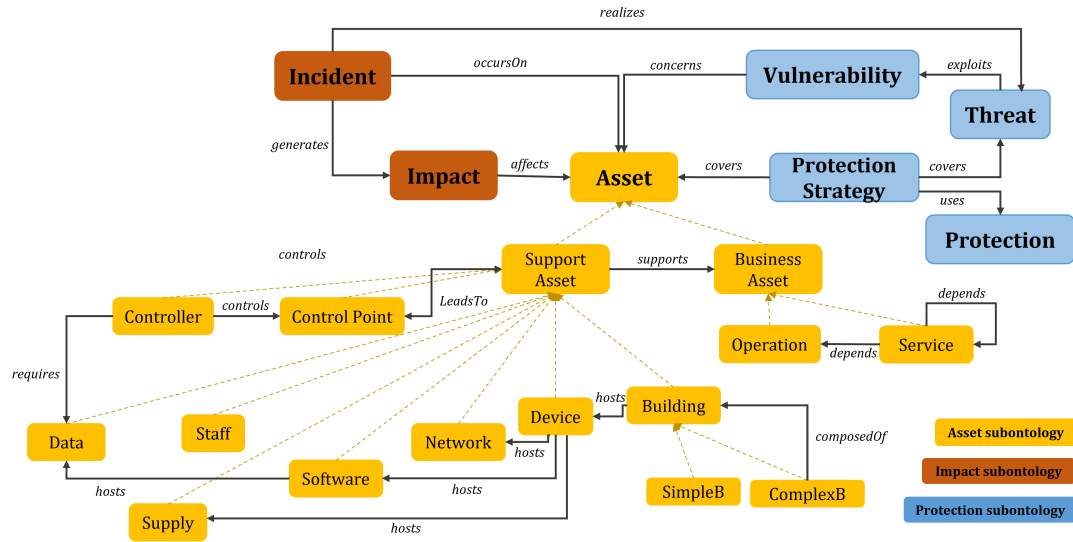 realizes
Incident
occursOn
concerns
Vulnerability
exploits
Threat
generates
Impact
affects
Asset
covers
Protection
Strategy
covers
uses
Protection
controls
Support
Asset
supports
Business
Asset
Controller
controls
Control Point
LeadsTo
depends
Operation
depends
Service
requires
Data
Staff
Network
hosts
Device
hosts
Building
composedOf
Asset subontology
hosts
Software
hosts
SimpleB
ComplexB
Impact subontology
Supply
hosts
Protection subontology